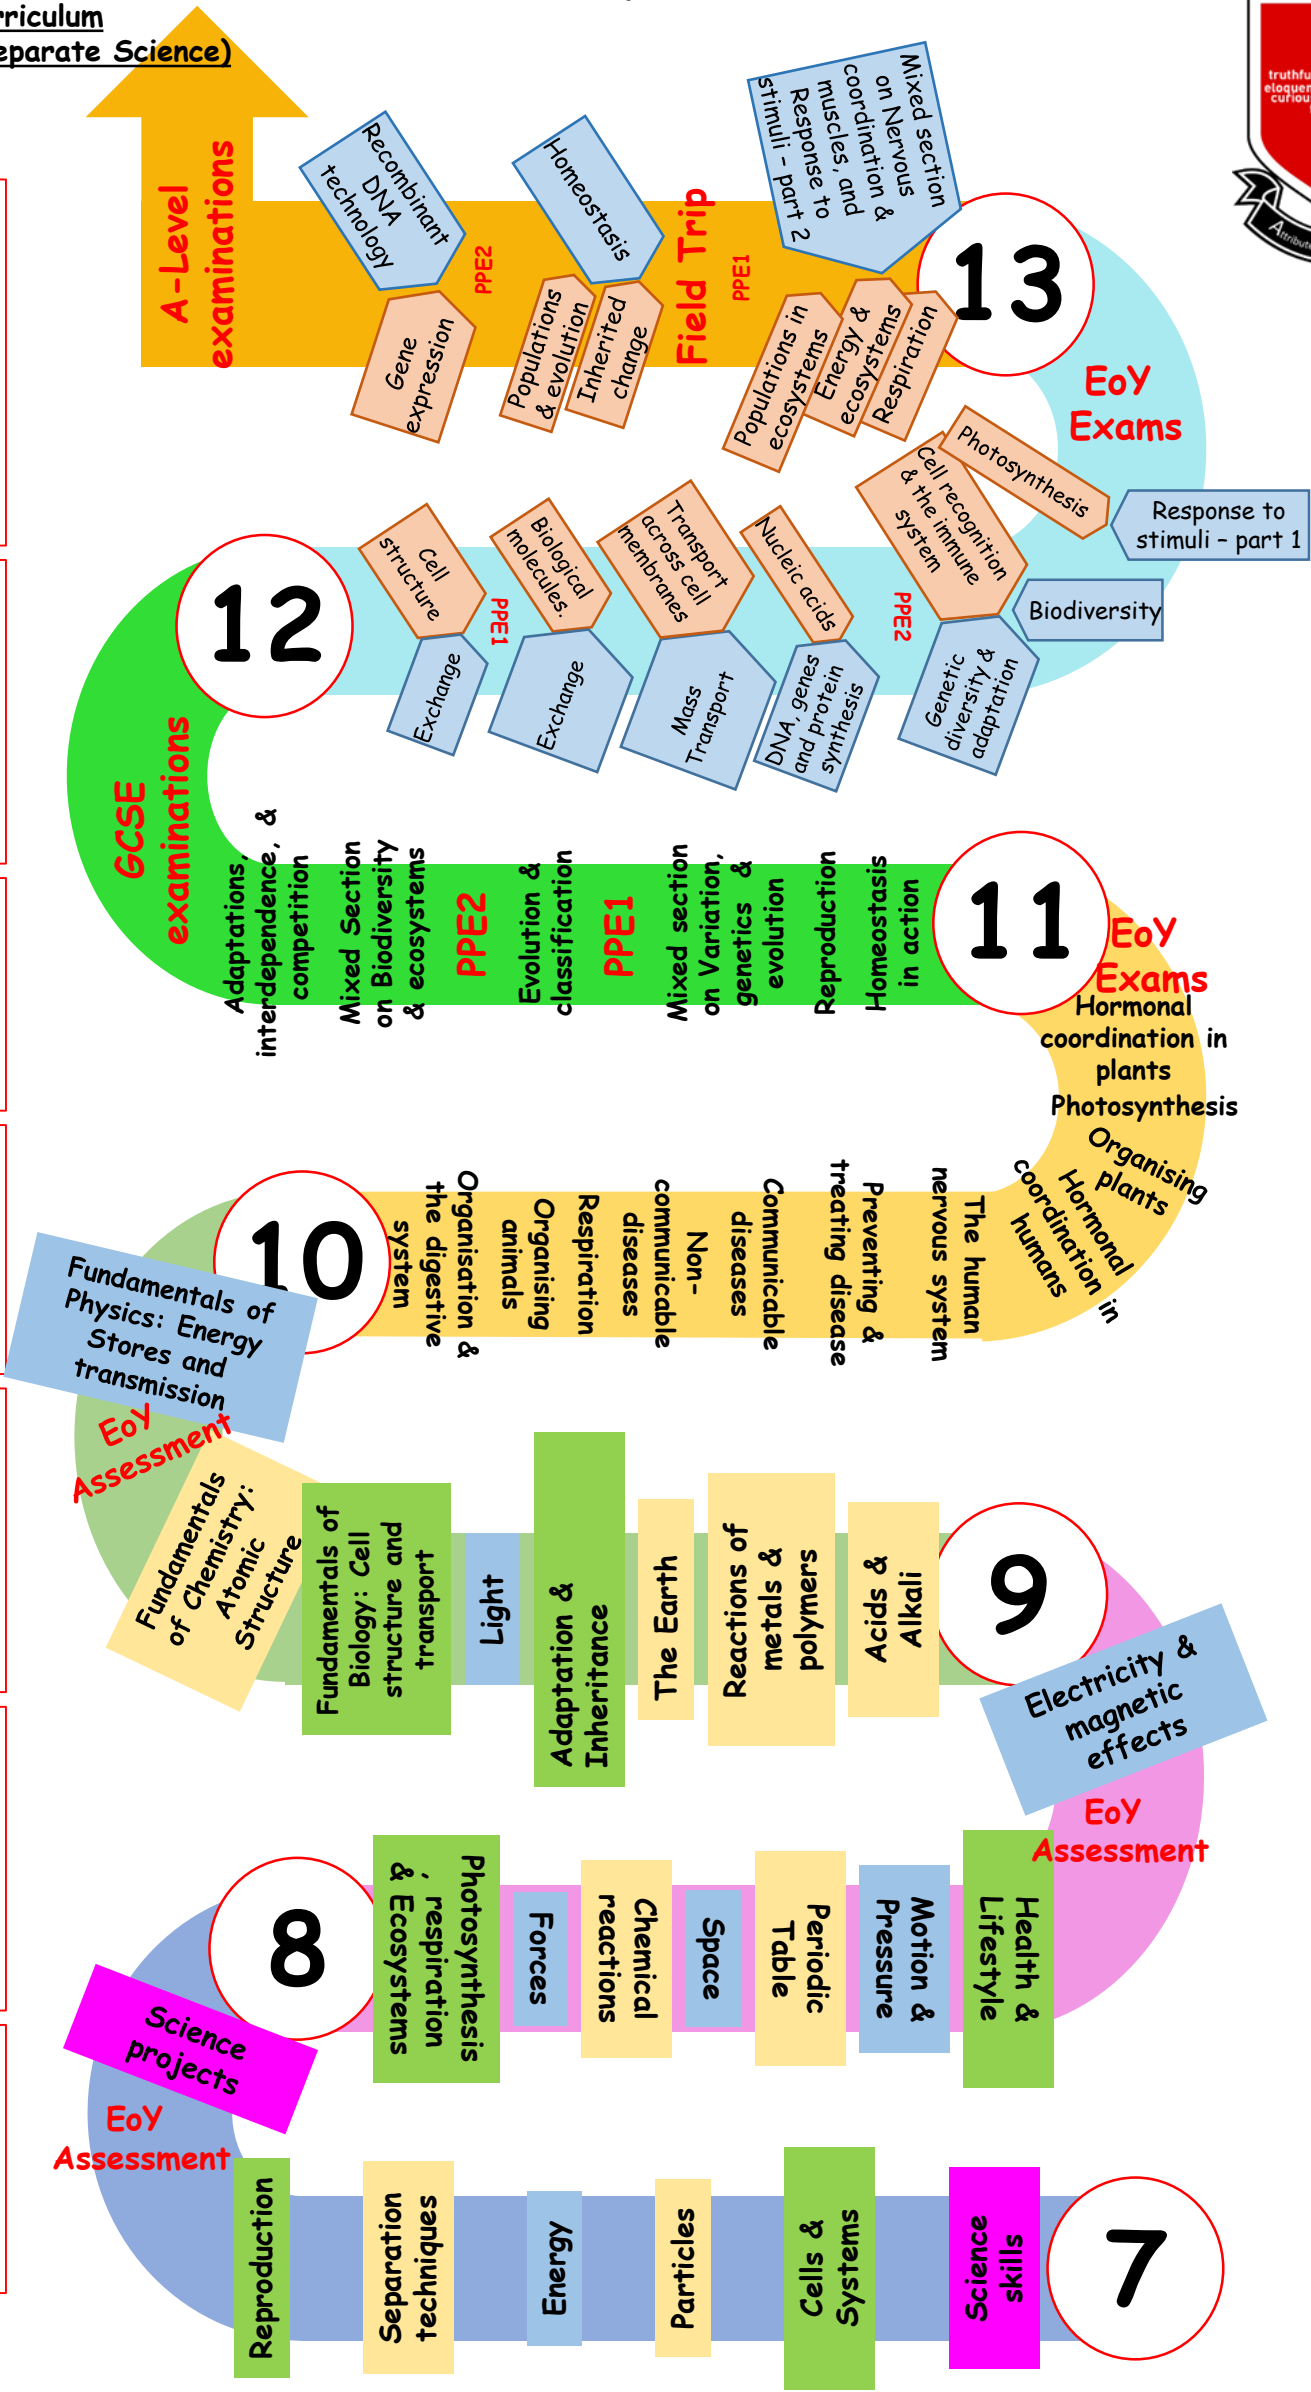 rriculum
eparate Science)
truthfu
eloquen
curiou
Attribute
A-Level
examinations
Recombinant
DNA
technology
Gene
expression
PPE2
Homeostasis
Populations
& evolution
Inherited
change
Field Trip
PPE1
Mixed section
on Nervous
coordination &
muscles, and
Response to
stimuli – part 2
Populations in
ecosystems
Energy &
ecosystems
Respiration
13
EoY
Exams
Photosynthesis
Response to
stimuli – part 1
Cell recognition
& the immune
system
Biodiversity
Genetic
diversity &
adaptation
PPE2
Nucleic acids
DNA, genes
and protein
synthesis
Transport
across cell
membranes
Mass
Transport
Biological
molecules.
Exchange
PPE1
Cell
structure
Exchange
12
GCSE
examinations
Adaptations,
interdependence, &
competition
Mixed Section
on Biodiversity
& ecosystems
PPE2
Evolution &
classification
PPE1
Mixed section
on Variation,
genetics &
evolution
Reproduction
Homeostasis
in action
11
EoY
Exams
Hormonal
coordination in
plants
Photosynthesis
Organising
plants
Hormonal
coordination in
humans
The human
nervous system
Preventing &
treating disease
Communicable
diseases
Non-
communicable
diseases
Respiration
Organising
animals
Organisation &
the digestive
system
10
Fundamentals of
Physics: Energy
Stores and
transmission
EoY
Assessment
Fundamentals
of Chemistry:
Atomic
Structure
Fundamentals of
Biology: Cell
structure and
transport
Light
Adaptation &
Inheritance
The Earth
Reactions of
metals &
polymers
Acids &
Alkali
9
Electricity &
magnetic
effects
EoY
Assessment
Health &
Lifestyle
Motion &
Pressure
Periodic
Table
Space
Chemical
reactions
Forces
Photosynthesis
, respiration
& Ecosystems
8
Science
projects
EoY
Assessment
Reproduction
Separation
techniques
Energy
Particles
Cells &
Systems
Science
skills
7